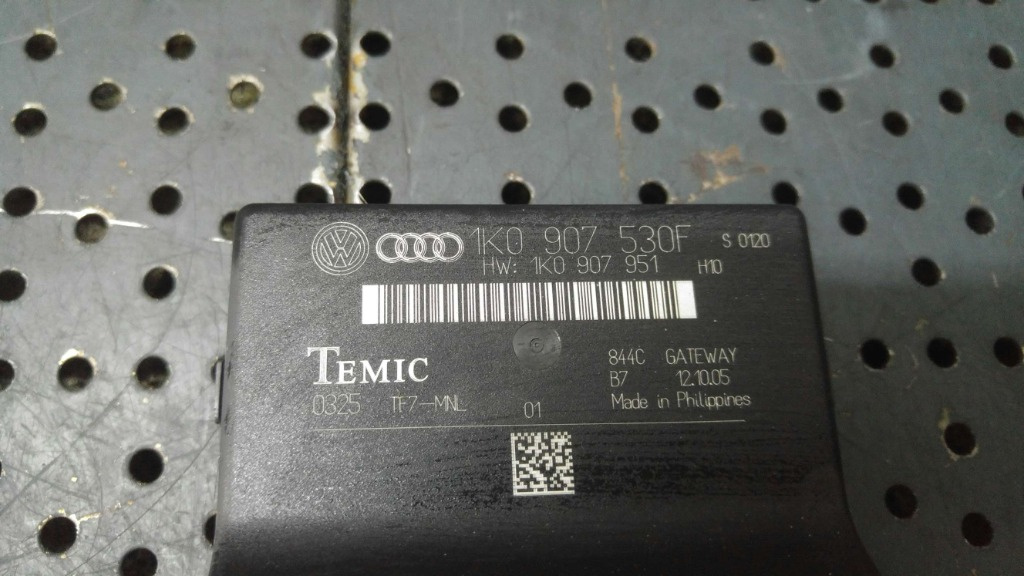 1K0 907 530F S 0120
HW: 1K0 907 951 H10
TEMIC
844C GATEWAY
B7 12.10.05
0325 TF7-MNL 01 Made in Philippines